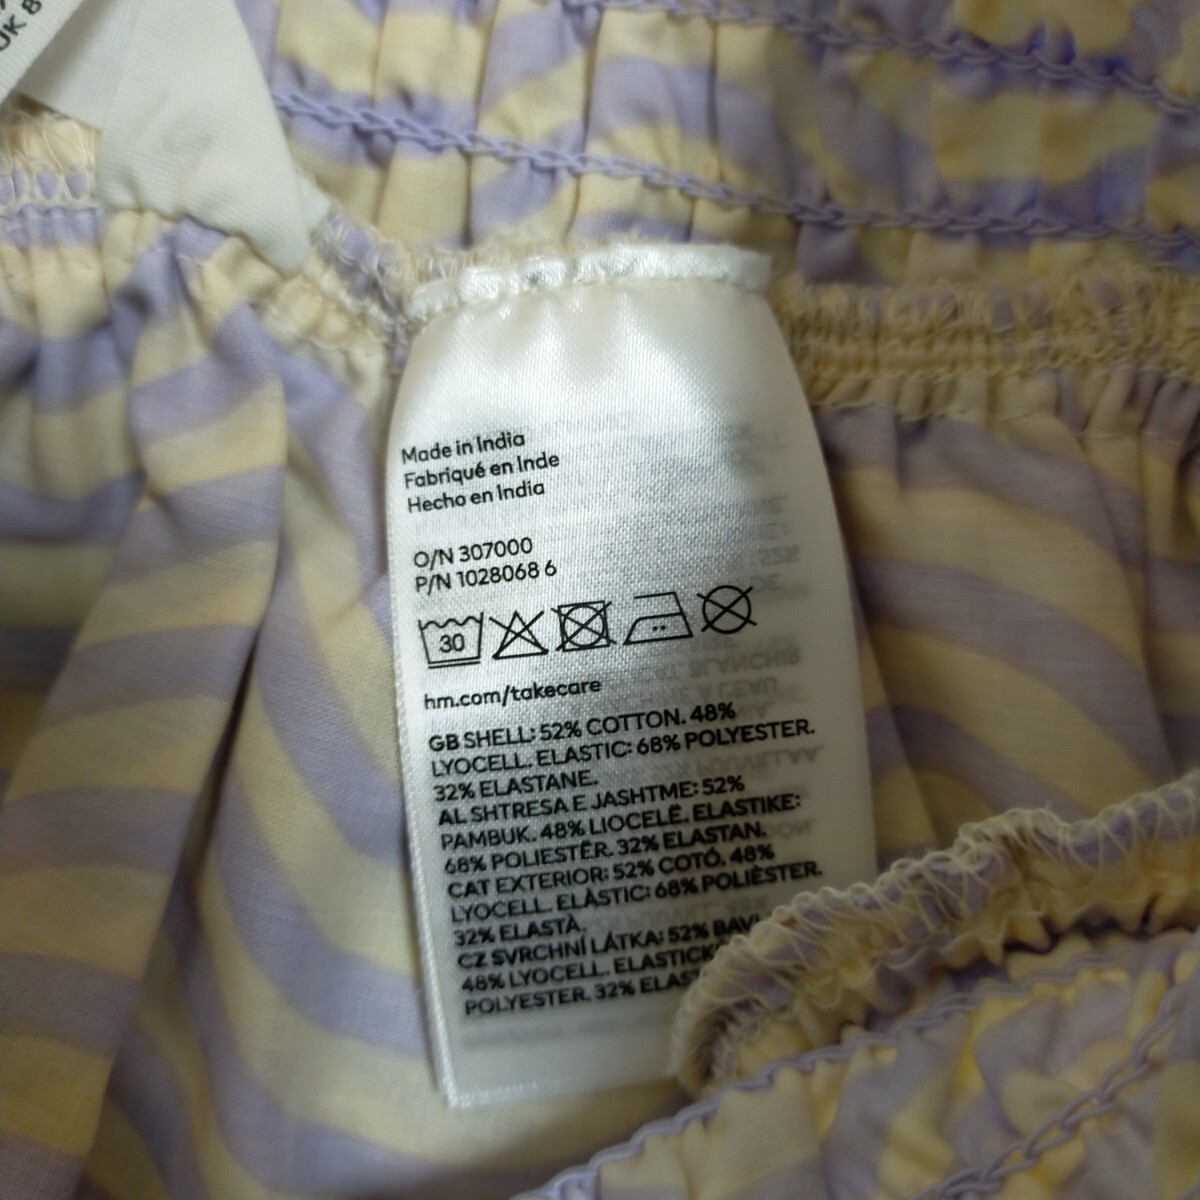 UK 8
Made in India
Fabriqué en Inde
Hecho en India
O/N 307000
P/N 1028068 6
30
hm.com/takecare
GB SHELL: 52% COTTON. 48%
LYOCELL. ELASTIC: 68% POLYESTER.
32% ELASTANE.
AL SHTRESA E JASHTME: 52%
PAMBUK. 48% LIOCELË. ELASTIKE:
68% POLIESTËR. 32% ELASTAN.
CAT EXTERIOR: 52% COTÓ. 48%
LYOCELL. ELÀSTIC: 68% POLIÈSTER.
32% ELASTÀ.
CZ SVRCHNÍ LÁTKA: 52%
48% LYOCELL.
POLYESTER. 32%